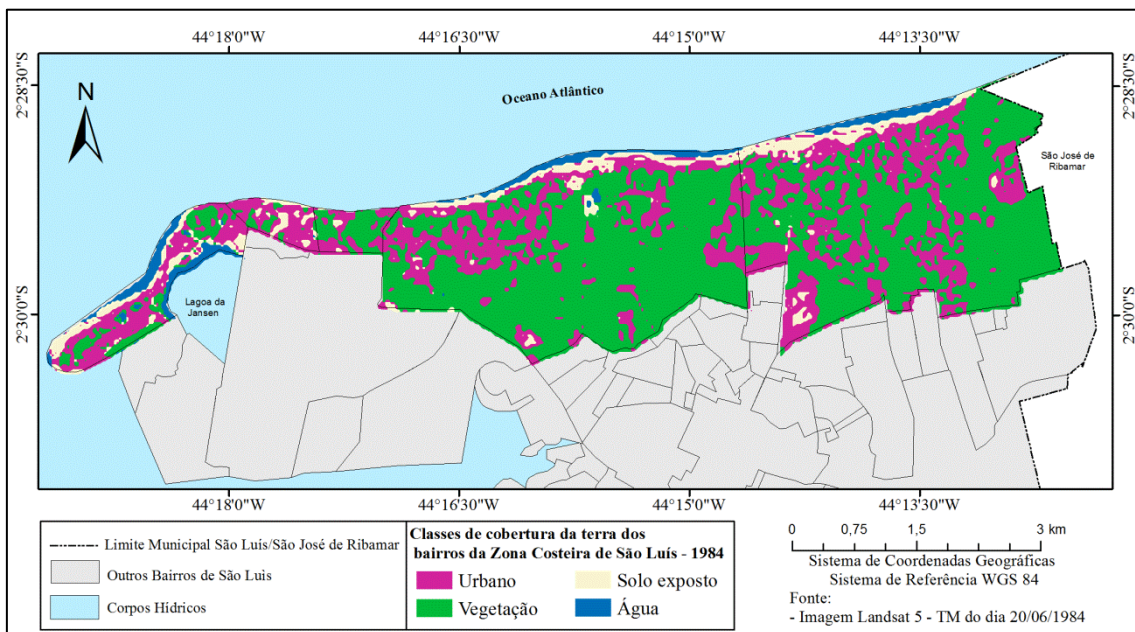 44°18'0"W 44°16'30"W 44°15'0"W 44°13'30"W
2°28'30"S
2°28'30"S
N
Oceano Atlântico
São José de
Ribamar
Lagoa da
Jansen
2°30'0"S
2°30'0"S
44°18'0"W 44°16'30"W 44°15'0"W 44°13'30"W
Limite Municipal São Luís/São José de Ribamar
Outros Bairros de São Luìs
Corpos Hídricos
Classes de cobertura da terra dos
bairros da Zona Costeira de São Luís - 1984
Urbano
Solo exposto
Vegetação
Água
0 0,75 1,5 3 km
Sistema de Coordenadas Geográficas
Sistema de Referência WGS 84
Fonte:
- Imagem Landsat 5 - TM do dia 20/06/1984